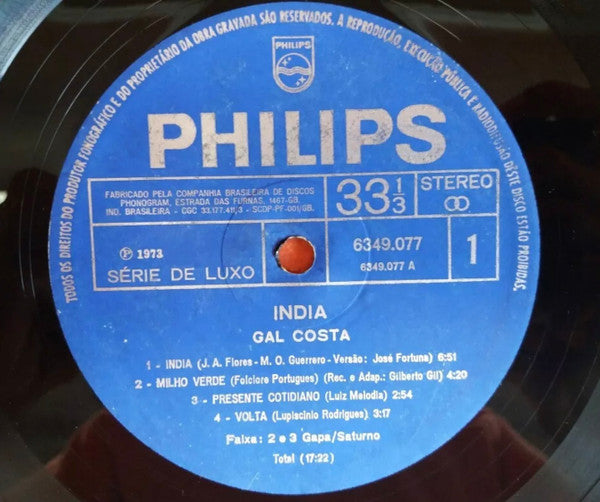 TODOS OS DIREITOS DO PRODUTOR FONOGRÁFICO E DO PROPRIETÁRIO DA OBRA GRAVADA SÃO RESERVADOS. A REPRODUÇÃO, EXECUÇÃO PÚBLICA E RADIODIFUSÃO DESTE DISCO ESTÃO PROIBIDAS.
PHILIPS
PHILIPS
FABRICADO PELA COMPANHIA BRASILEIRA DE DISCOS
PHONOGRAM, ESTRADA DAS FURNAS, 1467-GB.
IND. BRASILEIRA - CGC 33.177.411.3 - SCDP-PF-001/GB.
33 1/3
STEREO
℗ 1973
SÉRIE DE LUXO
6349.077
6349.077 A
1
INDIA
GAL COSTA
1 - INDIA (J. A. Flores - M. O. Guerrero - Versão: José Fortuna) 6:51
2 - MILHO VERDE (Folclore Portugues) (Rec. e Adap.: Gilberto Gil) 4:20
3 - PRESENTE COTIDIANO (Luiz Melodia) 2:54
4 - VOLTA (Lupiscinio Rodrigues) 3:17
Faixa: 2 e 3 Gapa/Saturno
Total (17:22)